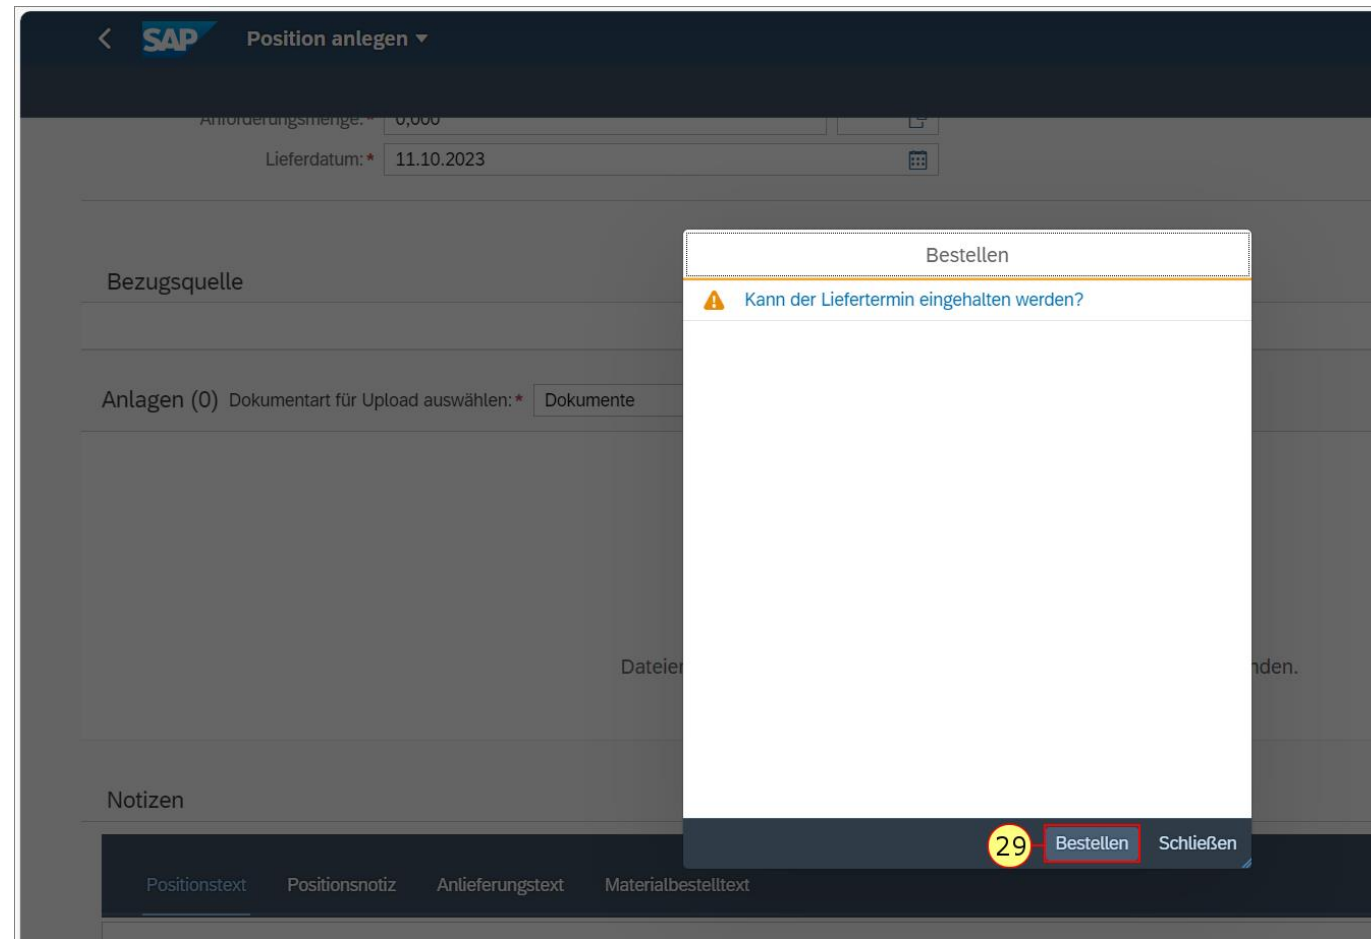 SAP Position anlegen
Anforderungsmenge:* 0,000
Lieferdatum:* 11.10.2023
Bestellen
Bezugsquelle
Kann der Liefertermin eingehalten werden?
Anlagen (0) Dokumentart für Upload auswählen:* Dokumente
Dateien
nden.
Notizen
29 Bestellen Schließen
Positionstext Positionsnotiz Anlieferungstext Materialbestelltext